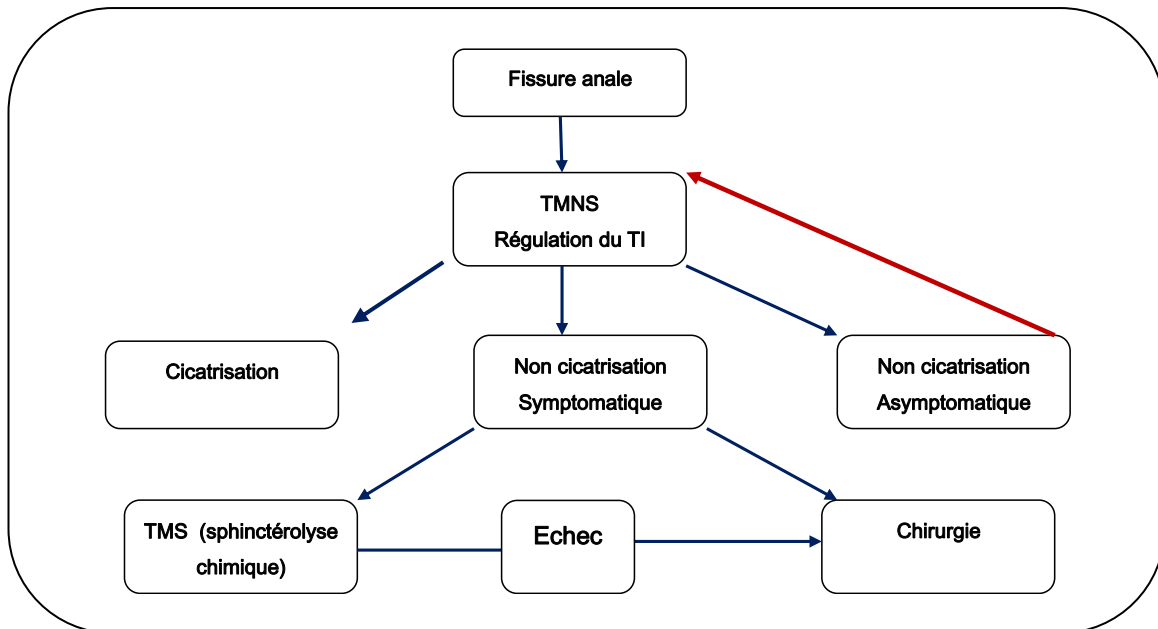 Fissure anale
TMNS
Régulation du TI
Cicatrisation
Non cicatrisation
Symptomatique
Non cicatrisation
Asymptomatique
TMS (sphinctérolyse
chimique)
Echec
Chirurgie